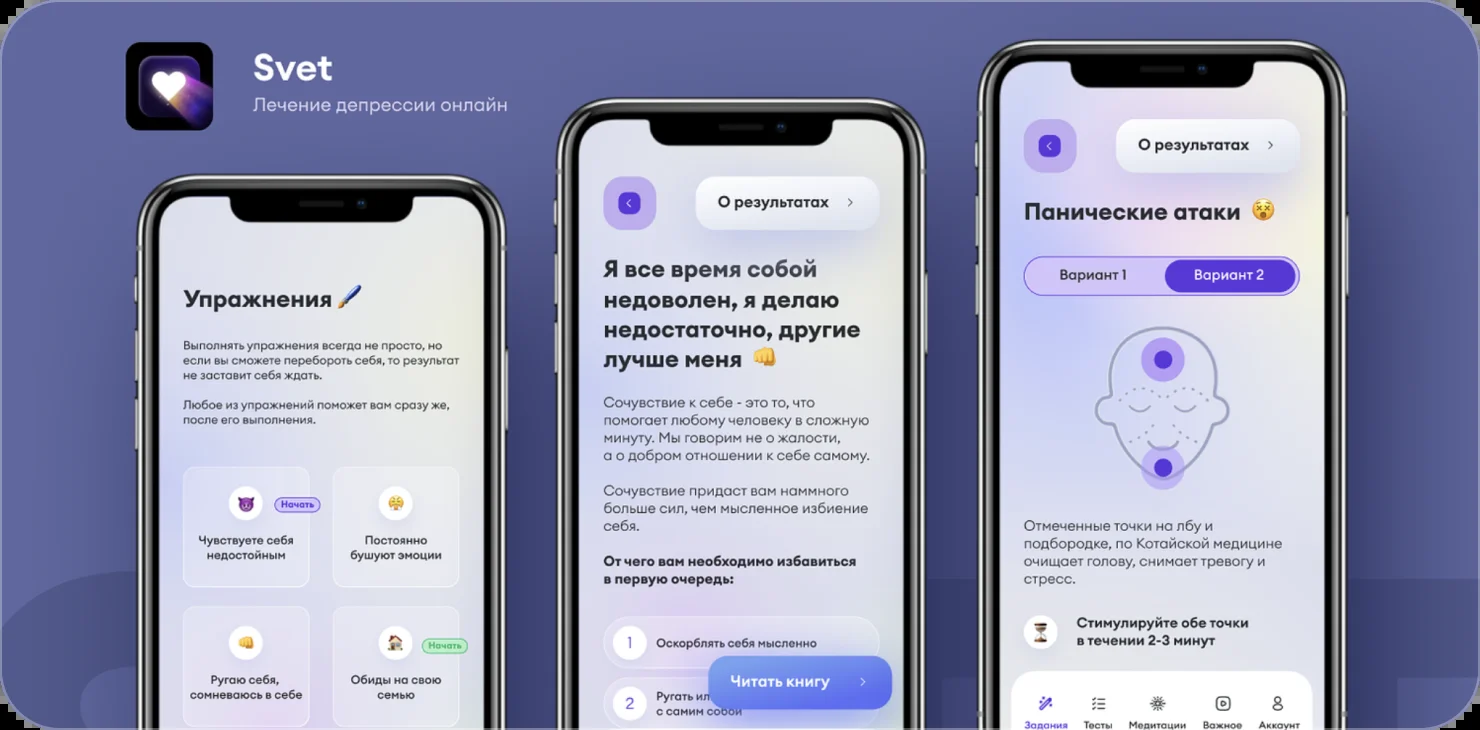 Svet
Лечение депрессии онлайн
Упражнения
Выполнять упражнения всегда не просто, но
если вы сможете перебороть себя, то результат
не заставит себя ждать.
Любое из упражнений поможет вам сразу же,
после его выполнения.
Начать
Чувствуете себя
недостойным
Постоянно
бушуют эмоции
Ругаю себя,
сомневаюсь в себе
Начать
Обиды на свою
семью
О результатах
Я все время собой
недоволен, я делаю
недостаточно, другие
лучше меня
Сочувствие к себе - это то, что
помогает любому человеку в сложную
минуту. Мы говорим не о жалости,
а о добром отношении к себе самому.
Сочувствие придаст вам наммного
больше сил, чем мысленное избиение
себя.
От чего вам необходимо избавиться
в первую очередь:
1 Оскорблять себя мысленно
2 Ругать
с самим собой
Читать книгу
О результатах
Панические атаки
Вариант 1
Вариант 2
Отмеченные точки на лбу и
подбородке, по Котайской медицине
очищает голову, снимает тревогу и
стресс.
Стимулируйте обе точки
в течении 2-3 минут
Задания Тесты Медитации Важное Аккаунт